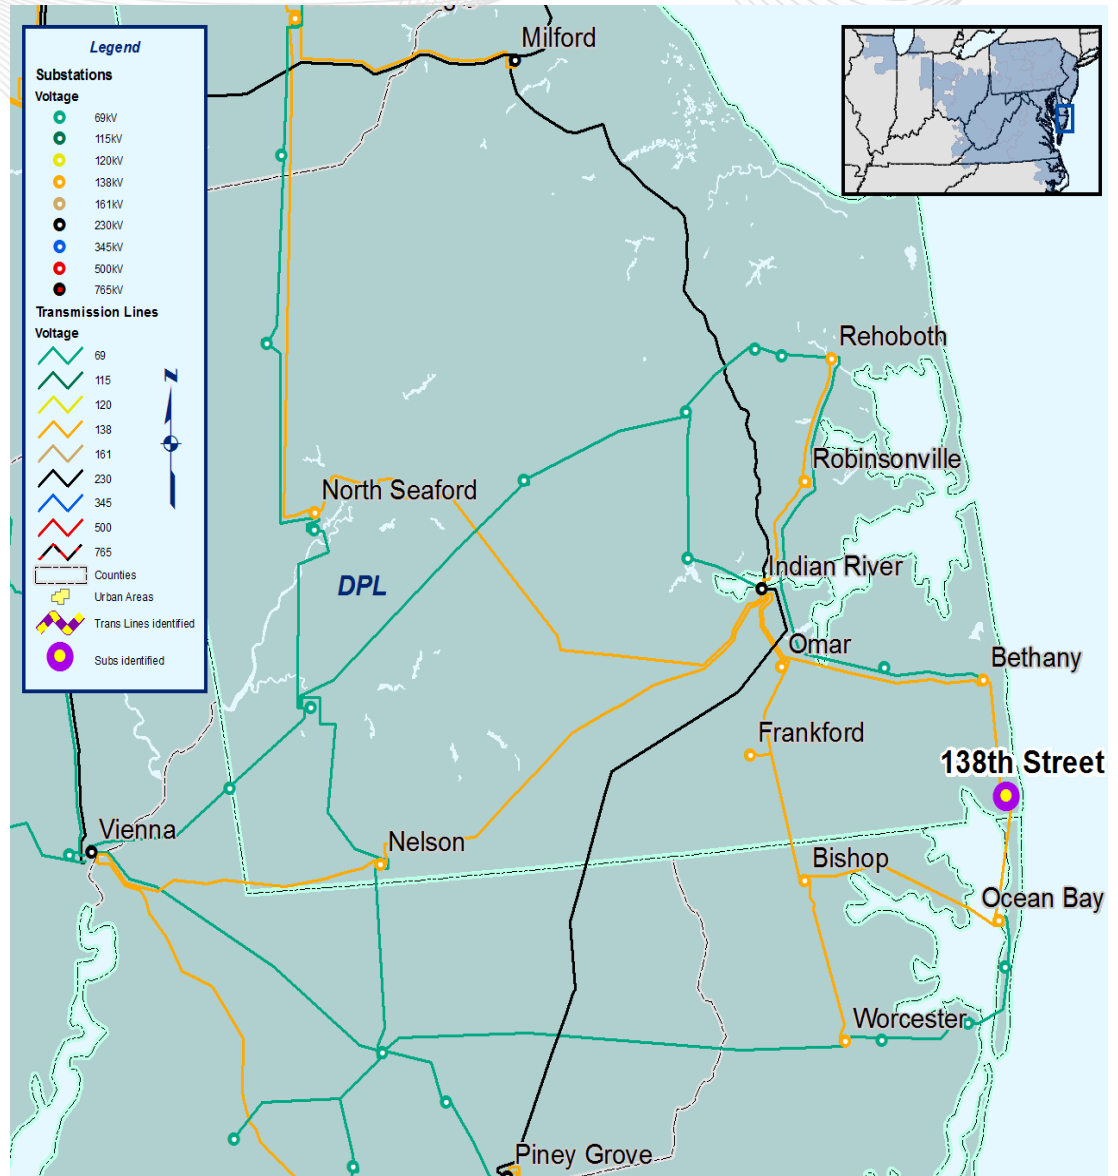 Legend
Substations
Voltage
69kV
115kV
120kV
138kV
161kV
230kV
345kV
500kV
765kV
Transmission Lines
Voltage
69
115
120
138
161
230
345
500
765
Counties
Urban Areas
Trans Lines identified
Subs identified
N
Milford
Rehoboth
Robinsonville
North Seaford
DPL
Indian River
Omar
Bethany
Frankford
138th Street
Vienna
Nelson
Bishop
Ocean Bay
Worcester
Piney Grove